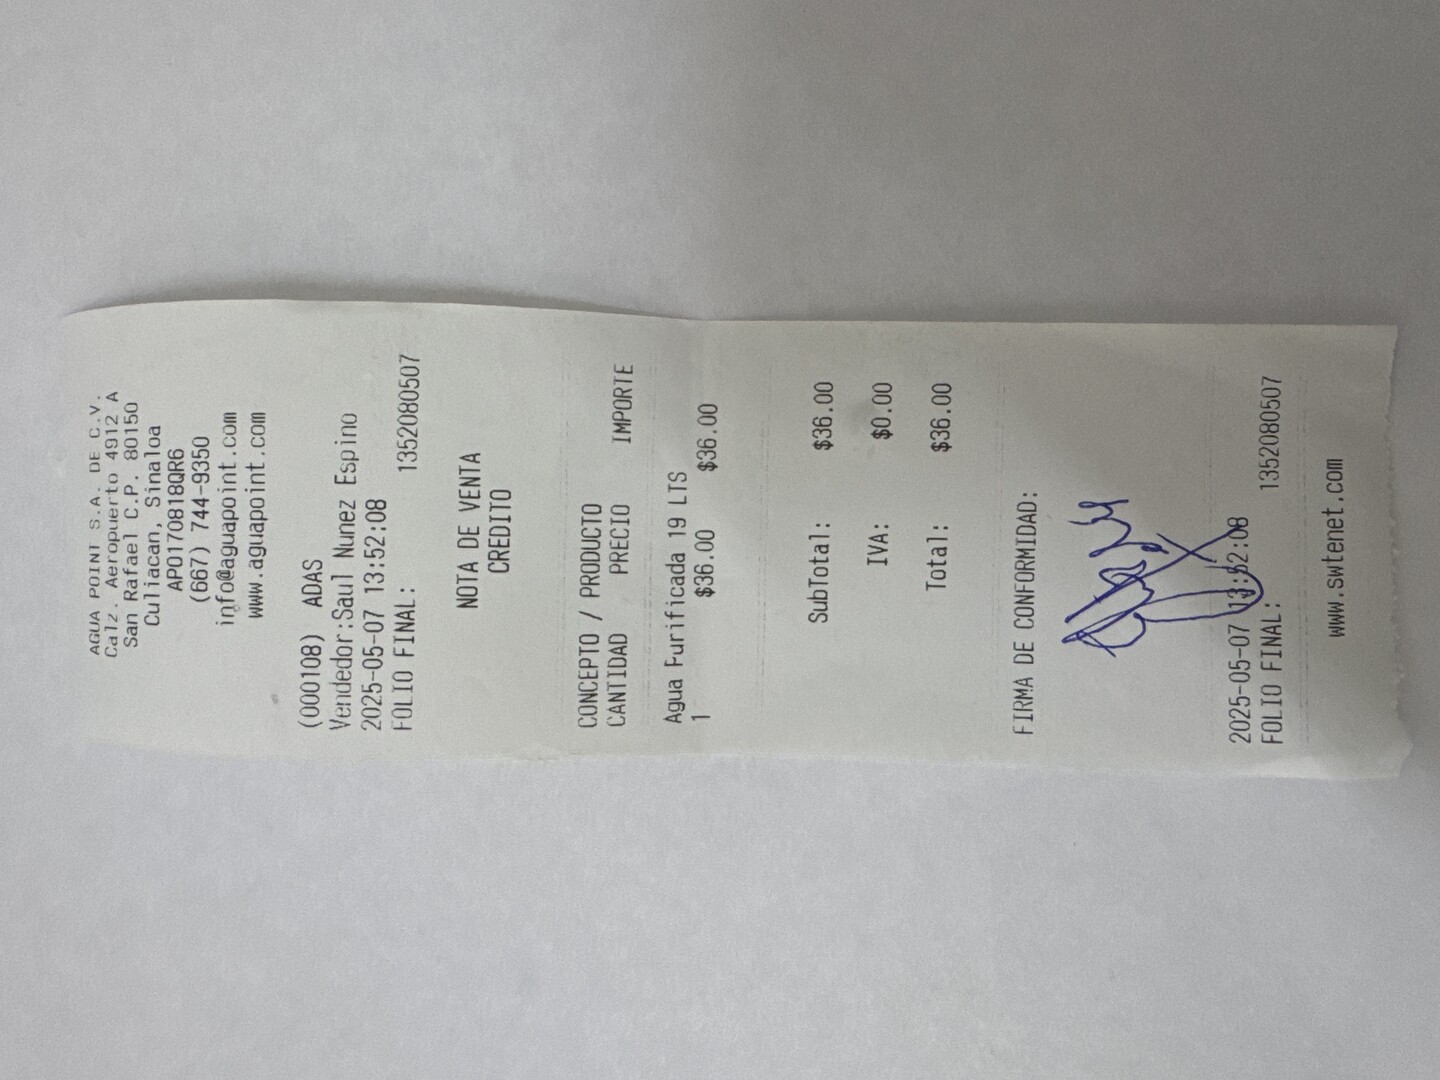 AGUA POINT S.A. DE C.V.
Calz. Aeropuerto 4912 A
San Rafael C.P. 80150
Culiacan, Sinaloa
APO170818QR6
(667) 744-9350
info@aguapoint.com
www.aguapoint.com
(000108) ADAS
Vendedor:Saul Nunez Espino
2025-05-07 13:52:08
FOLIO FINAL: 1352080507
NOTA DE VENTA
CREDITO
CONCEPTO / PRODUCTO
CANTIDAD PRECIO IMPORTE
Agua Purificada 19 LTS
1 $36.00 $36.00
SubTotal: $36.00
IVA: $0.00
Total: $36.00
FIRMA DE CONFORMIDAD:
2025-05-07 13:52:08
FOLIO FINAL: 1352080507
www.swtenet.com